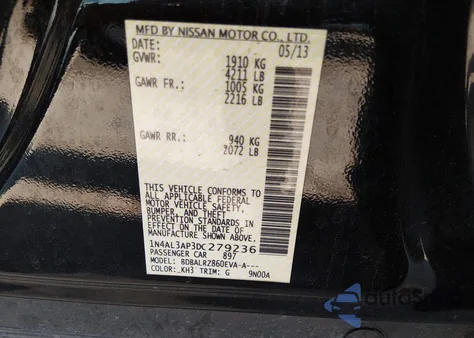 MFD BY NISSAN MOTOR CO., LTD.
DATE: 05/13
GVWR: 1910 KG
4211 LB
GAWR FR.: 1005 KG
2216 LB
GAWR RR.: 940 KG
2072 LB
THIS VEHICLE CONFORMS TO
ALL APPLICABLE FEDERAL
MOTOR VEHICLE SAFETY,
BUMPER, AND THEFT
PREVENTION STANDARDS IN
EFFECT ON THE DATE OF
MANUFACTURE SHOWN ABOVE.
1N4AL3AP3DC279236
PASSENGER CAR 897
MODEL: BDBALRZ860EVA-A---
COLOR: KH3 TRIM: G 9N00A